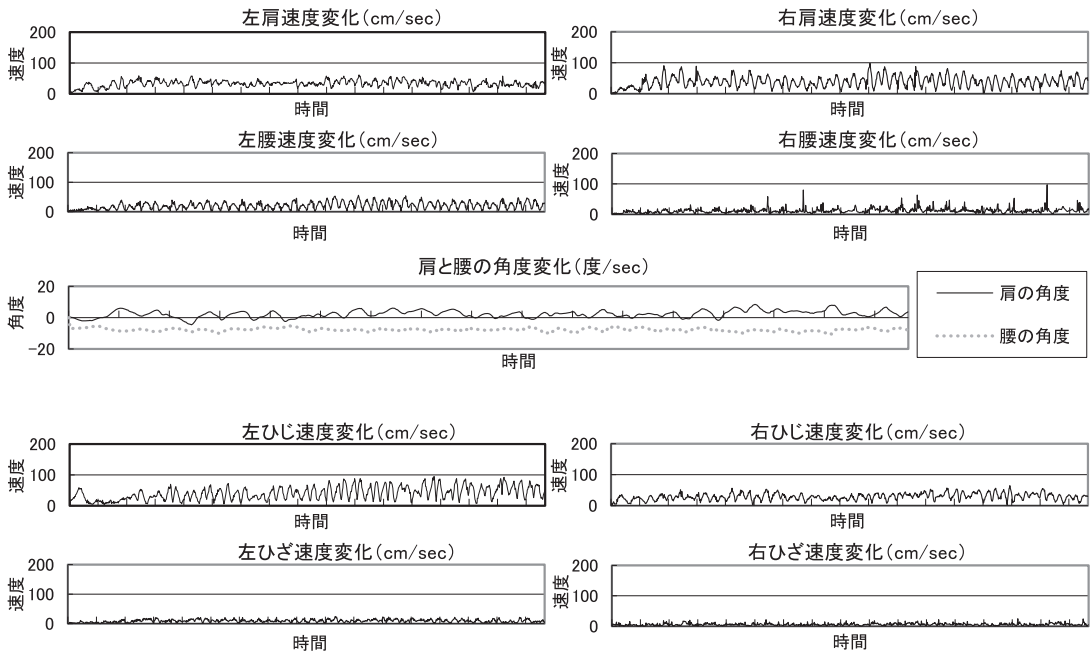 左肩速度変化(cm/sec)
200
100
0
速度
時間
右肩速度変化(cm/sec)
200
100
0
速度
時間
左腰速度変化(cm/sec)
200
100
0
速度
時間
右腰速度変化(cm/sec)
200
100
0
速度
時間
肩と腰の角度変化(度/sec)
20
0
-20
角度
時間
肩の角度
腰の角度
左ひじ速度変化(cm/sec)
200
100
0
速度
時間
右ひじ速度変化(cm/sec)
200
100
0
速度
時間
左ひざ速度変化(cm/sec)
200
100
0
速度
時間
右ひざ速度変化(cm/sec)
200
100
0
速度
時間